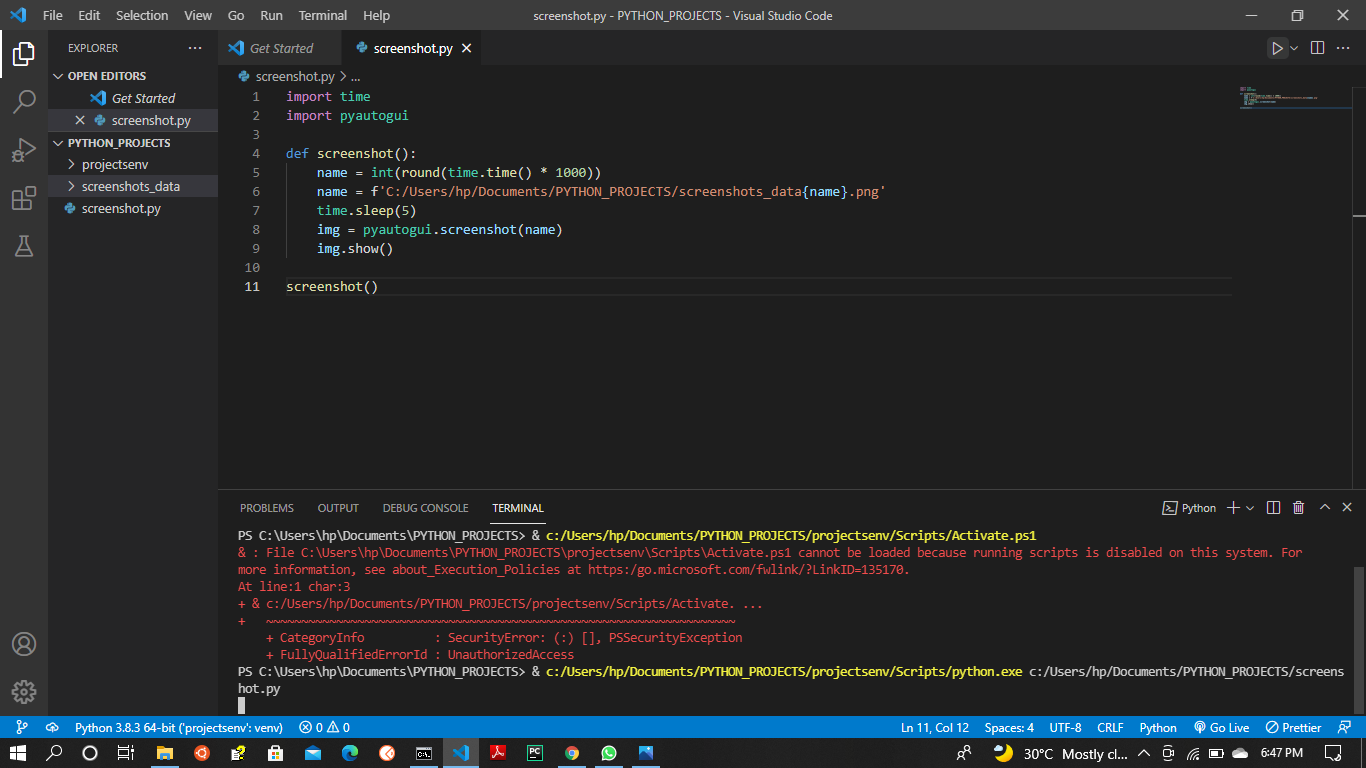 File Edit Selection View Go Run Terminal Help screenshot.py - PYTHON_PROJECTS - Visual Studio Code
EXPLORER
OPEN EDITORS
Get Started
screenshot.py
PYTHON_PROJECTS
projectsenv
screenshots_data
screenshot.py
Get Started screenshot.py
screenshot.py > ...
1 import time
2 import pyautogui
3
4 def screenshot():
5 name = int(round(time.time() * 1000))
6 name = f'C:/Users/hp/Documents/PYTHON_PROJECTS/screenshots_data{name}.png'
7 time.sleep(5)
8 img = pyautogui.screenshot(name)
9 img.show()
10
11 screenshot()
PROBLEMS OUTPUT DEBUG CONSOLE TERMINAL Python
PS C:\Users\hp\Documents\PYTHON_PROJECTS> & c:/Users/hp/Documents/PYTHON_PROJECTS/projectsenv/Scripts/Activate.ps1
& : File C:\Users\hp\Documents\PYTHON_PROJECTS\projectsenv\Scripts\Activate.ps1 cannot be loaded because running scripts is disabled on this system. For
more information, see about_Execution_Policies at https:/go.microsoft.com/fwlink/?LinkID=135170.
At line:1 char:3
+ & c:/Users/hp/Documents/PYTHON_PROJECTS/projectsenv/Scripts/Activate. ...
+ ~~~~~~~~~~~~~~~~~~~~~~~~~~~~~~~~~~~~~~~~~~~~~~~~~~~~~~~~~~~~~~~~~~
+ CategoryInfo : SecurityError: (:) [], PSSecurityException
+ FullyQualifiedErrorId : UnauthorizedAccess
PS C:\Users\hp\Documents\PYTHON_PROJECTS> & c:/Users/hp/Documents/PYTHON_PROJECTS/projectsenv/Scripts/python.exe c:/Users/hp/Documents/PYTHON_PROJECTS/screens
hot.py
Python 3.8.3 64-bit ('projectsenv': venv) 0 0 Ln 11, Col 12 Spaces: 4 UTF-8 CRLF Python Go Live Prettier
30°C Mostly cl... 6:47 PM